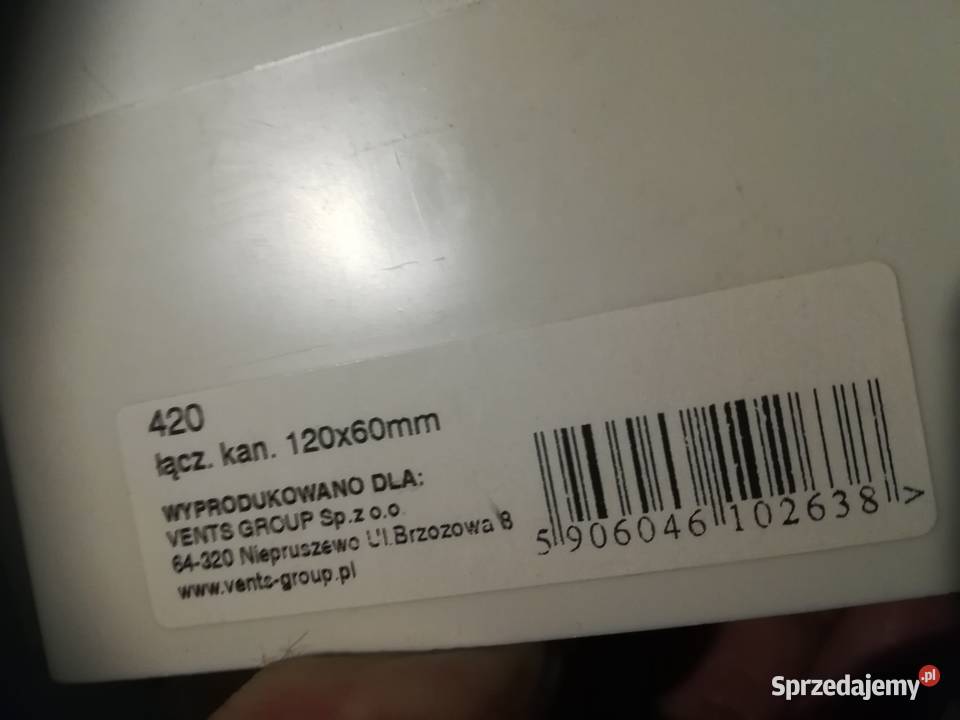 420
łącz. kan. 120x60mm
WYPRODUKOWANO DLA:
VENTS GROUP Sp.z o.o.
64-320 Niepruszewo Ul.Brzozowa 8
www.vents-group.pl
5 906046 102638 >
Sprzedajemy.pl